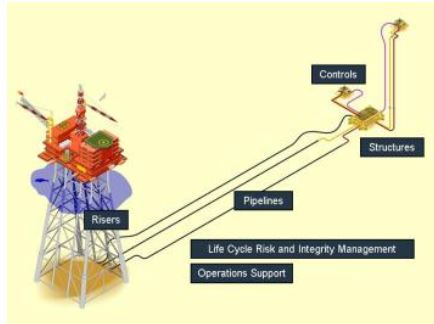 Controls
Structures
Pipelines
Risers
Life Cycle Risk and Integrity Management
Operations Support